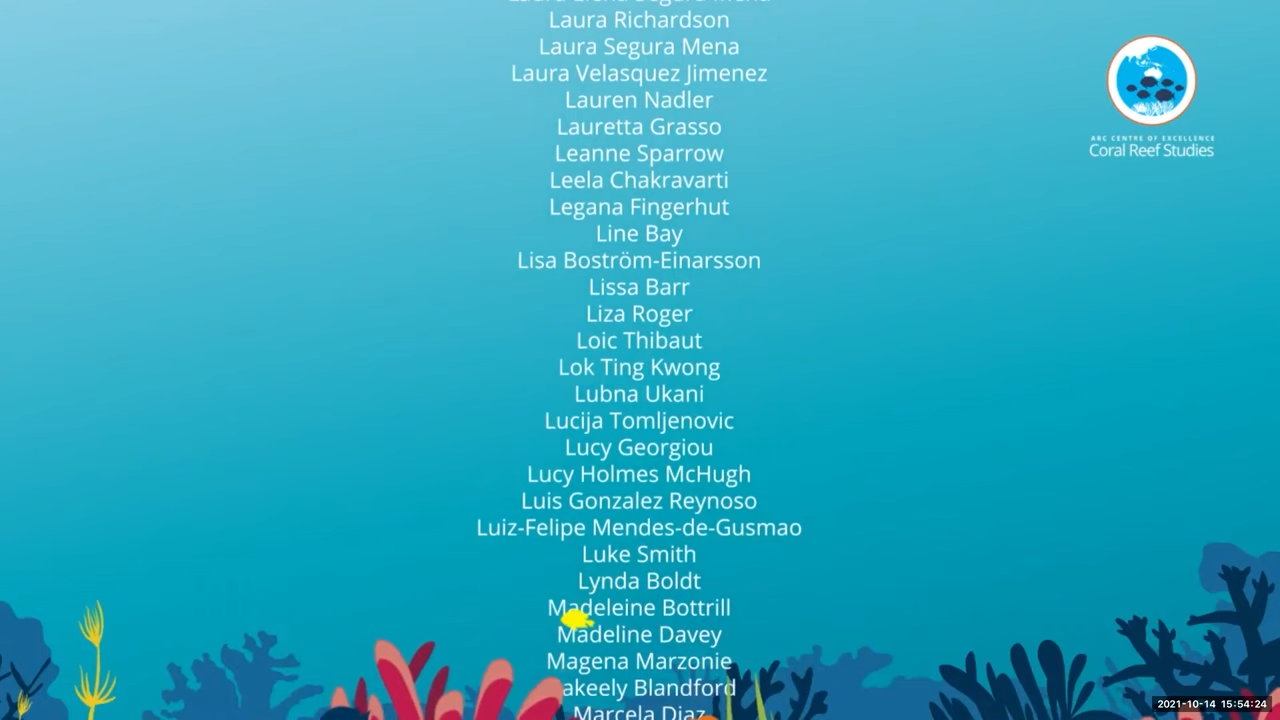 Laura Richardson
Laura Segura Mena
Laura Velasquez Jimenez
Lauren Nadler
Lauretta Grasso
Leanne Sparrow
Leela Chakravarti
Legana Fingerhut
Line Bay
Lisa Boström-Einarsson
Lissa Barr
Liza Roger
Loic Thibaut
Lok Ting Kwong
Lubna Ukani
Lucija Tomljenovic
Lucy Georgiou
Lucy Holmes McHugh
Luis Gonzalez Reynoso
Luiz-Felipe Mendes-de-Gusmao
Luke Smith
Lynda Boldt
Madeleine Bottrill
Madeline Davey
Magena Marzonie
akeely Blandford
Marcela Diaz
ARC CENTRE OF EXCELLENCE
Coral Reef Studies
2021-10-14 15:54:24